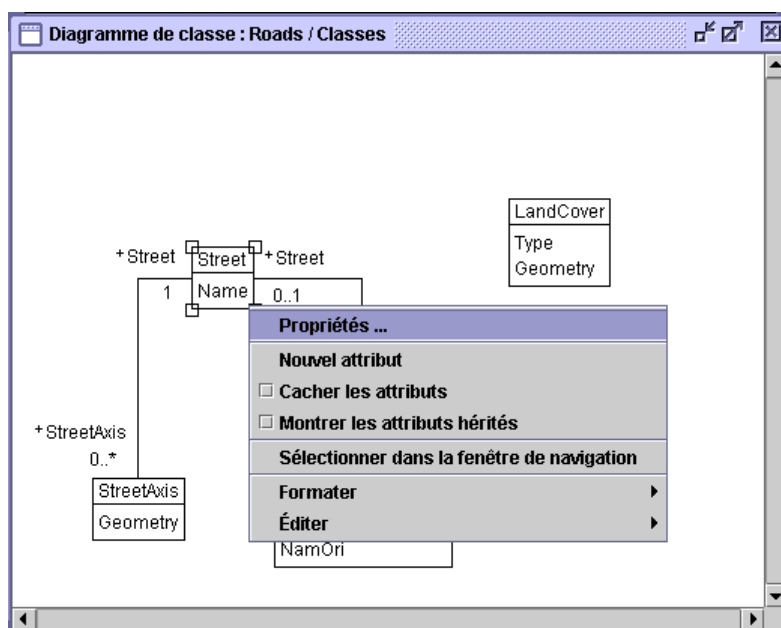 Diagramme de classe : Roads / Classes
LandCover
Type
Geometry
+Street
Street
+Street
1
Name
0..1
Propriétés ...
Nouvel attribut
Cacher les attributs
Montrer les attributs hérités
Sélectionner dans la fenêtre de navigation
Formater
Éditer
+StreetAxis
0..*
StreetAxis
Geometry
NamOri